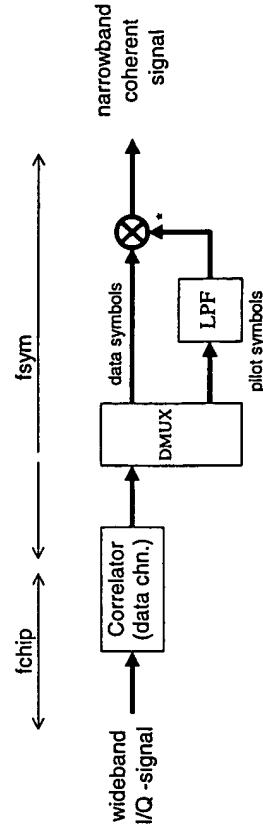 fchip
fsym
wideband
I/Q -signal
Correlator
(data chn.)
DMUX
data symbols
LPF
pilot symbols
*
narrowband
coherent
signal